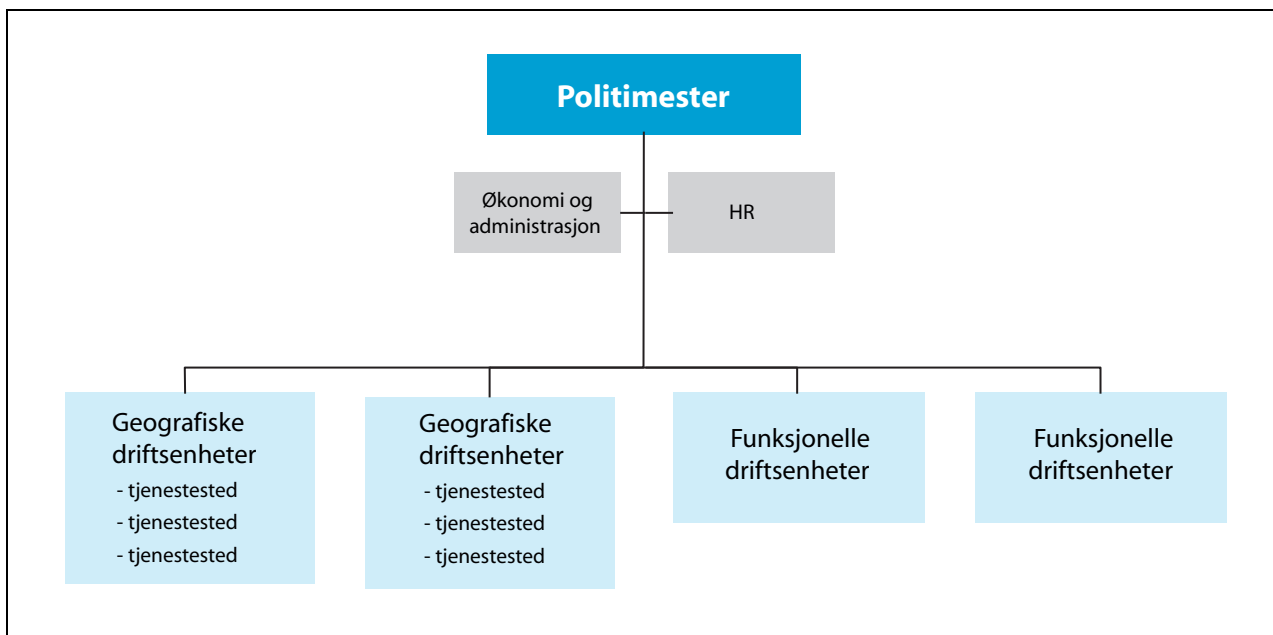 Politimester
Økonomi og
administrasjon
HR
Geografiske
driftsenheter
- tjenestested
- tjenestested
- tjenestested
Geografiske
driftsenheter
- tjenestested
- tjenestested
- tjenestested
Funksjonelle
driftsenheter
Funksjonelle
driftsenheter